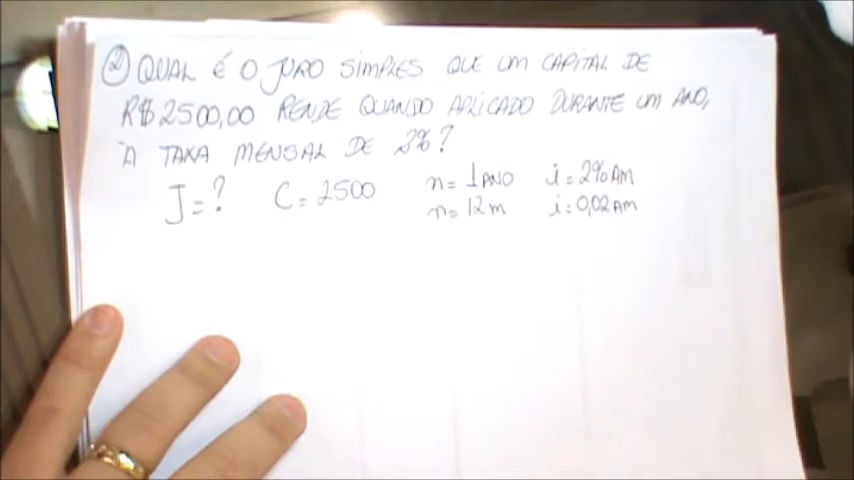 2 QUAL É O JURO SIMPLES QUE UM CAPITAL DE
R$ 2500,00 RENDE QUANDO APLICADO DURANTE UM ANO,
À TAXA MENSAL DE 2%?
J = ? C = 2500 n = 1 ANO i = 2% AM
n = 12 m i = 0,02 AM